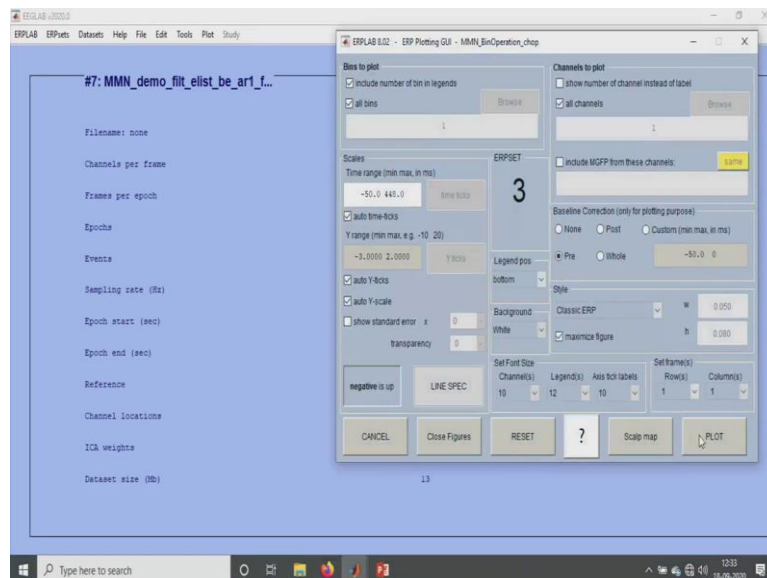 EEGLAB v2020.0
ERPLAB ERPsets Datasets Help File Edit Tools Plot Study
#7: MMN_demo_filt_elist_be_ar1_f...
Filename: none
Channels per frame
Frames per epoch
Epochs
Events
Sampling rate (Hz)
Epoch start (sec)
Epoch end (sec)
Reference
Channel locations
ICA weights
Dataset size (Mb) 13
ERPLAB 8.02 - ERP Plotting GUI - MMN_BinOperation_chop
Bins to plot
include number of bin in legends
all bins Browse
1
Channels to plot
show number of channel instead of label
all channels Browse
1
include MGFP from these channels: same
Scales
Time range (min max, in ms)
-50.0 448.0 time ticks
auto time-ticks
Y range (min max, e.g. -10 20)
-3.0000 2.0000 Y ticks
auto Y-ticks
auto Y-scale
show standard error x 0
transparency 0
negative is up LINE SPEC
ERPSET
3
Legend pos
bottom
Background
White
Baseline Correction (only for plotting purpose)
None Post Custom (min max, in ms)
Pre Whole -50.0 0
Style
Classic ERP w 0.050
maximize figure h 0.080
Set Font Size
Channel(s) Legend(s) Axis tick labels
10 12 10
Set frame(s)
Row(s) Column(s)
1 1
CANCEL Close Figures RESET ? Scalp map PLOT
Type here to search
12:33
18-09-2020